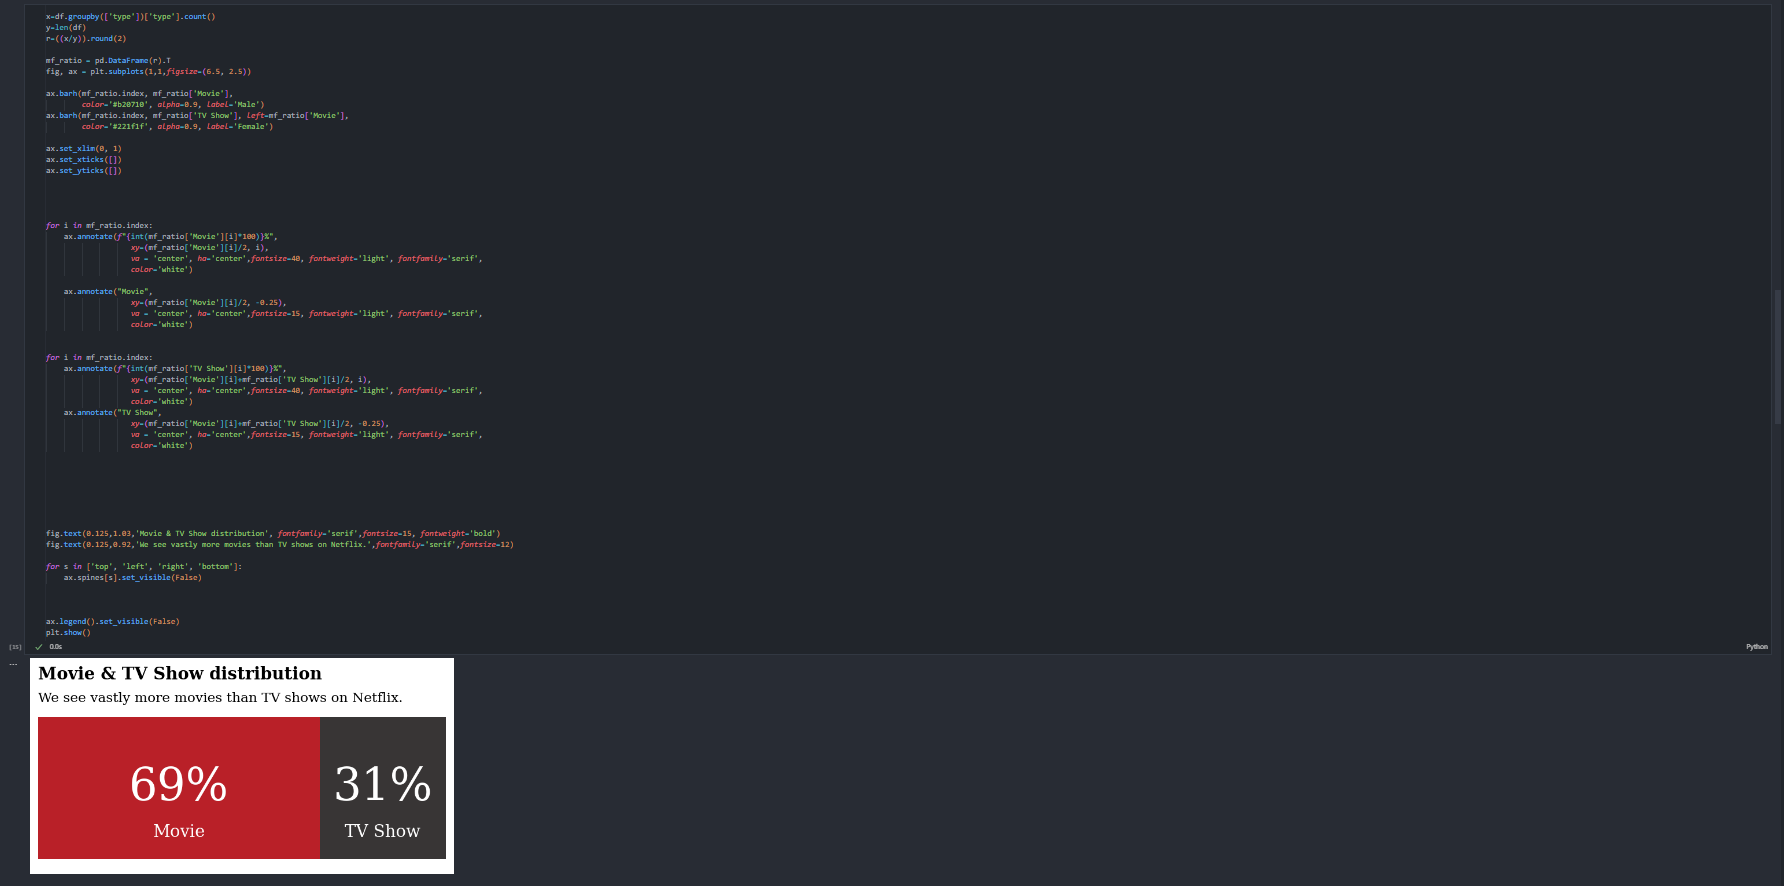 x=df.groupby(['type'])['type'].count()
y=len(df)
r=((x/y)).round(2)
mf_ratio = pd.DataFrame(r).T
fig, ax = plt.subplots(1,1,figsize=(6.5, 2.5))
ax.barh(mf_ratio.index, mf_ratio['Movie'],
color='#b20710', alpha=0.9, label='Male')
ax.barh(mf_ratio.index, mf_ratio['TV Show'], left=mf_ratio['Movie'],
color='#221f1f', alpha=0.9, label='Female')
ax.set_xlim(0, 1)
ax.set_xticks([])
ax.set_yticks([])
for i in mf_ratio.index:
ax.annotate(f"{int(mf_ratio['Movie'][i]*100)}%",
xy=(mf_ratio['Movie'][i]/2, i),
va = 'center', ha='center',fontsize=40, fontweight='light', fontfamily='serif',
color='white')
ax.annotate("Movie",
xy=(mf_ratio['Movie'][i]/2, -0.25),
va = 'center', ha='center',fontsize=15, fontweight='light', fontfamily='serif',
color='white')
for i in mf_ratio.index:
ax.annotate(f"{int(mf_ratio['TV Show'][i]*100)}%",
xy=(mf_ratio['Movie'][i]+mf_ratio['TV Show'][i]/2, i),
va = 'center', ha='center',fontsize=40, fontweight='light', fontfamily='serif',
color='white')
ax.annotate("TV Show",
xy=(mf_ratio['Movie'][i]+mf_ratio['TV Show'][i]/2, -0.25),
va = 'center', ha='center',fontsize=15, fontweight='light', fontfamily='serif',
color='white')
fig.text(0.125,1.03,'Movie & TV Show distribution', fontfamily='serif',fontsize=15, fontweight='bold')
fig.text(0.125,0.92,'We see vastly more movies than TV shows on Netflix.',fontfamily='serif',fontsize=12)
for s in ['top', 'left', 'right', 'bottom']:
ax.spines[s].set_visible(False)
ax.legend().set_visible(False)
plt.show()
[15] ✓ 0.0s Python
...
Movie & TV Show distribution
We see vastly more movies than TV shows on Netflix.
69% 31%
Movie TV Show